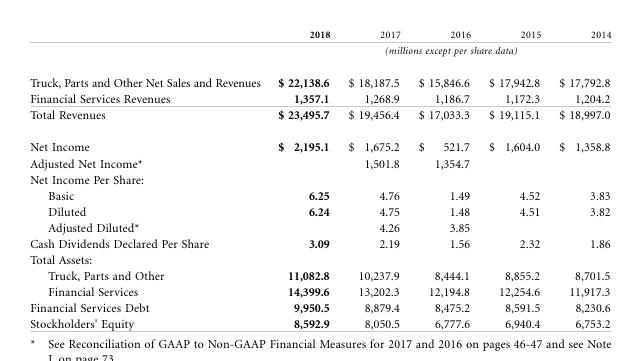 2018 2017 2016 2015 2014
(millions except per share data)
Truck, Parts and Other Net Sales and Revenues $ 22,138.6 $ 18,187.5 $ 15,846.6 $ 17,942.8 $ 17,792.8
Financial Services Revenues 1,357.1 1,268.9 1,186.7 1,172.3 1,204.2
Total Revenues $ 23,495.7 $ 19,456.4 $ 17,033.3 $ 19,115.1 $ 18,997.0
Net Income $ 2,195.1 $ 1,675.2 $ 521.7 $ 1,604.0 $ 1,358.8
Adjusted Net Income* 1,501.8 1,354.7
Net Income Per Share:
Basic 6.25 4.76 1.49 4.52 3.83
Diluted 6.24 4.75 1.48 4.51 3.82
Adjusted Diluted* 4.26 3.85
Cash Dividends Declared Per Share 3.09 2.19 1.56 2.32 1.86
Total Assets:
Truck, Parts and Other 11,082.8 10,237.9 8,444.1 8,855.2 8,701.5
Financial Services 14,399.6 13,202.3 12,194.8 12,254.6 11,917.3
Financial Services Debt 9,950.5 8,879.4 8,475.2 8,591.5 8,230.6
Stockholders' Equity 8,592.9 8,050.5 6,777.6 6,940.4 6,753.2
* See Reconciliation of GAAP to Non-GAAP Financial Measures for 2017 and 2016 on pages 46-47 and see Note
L on page 73